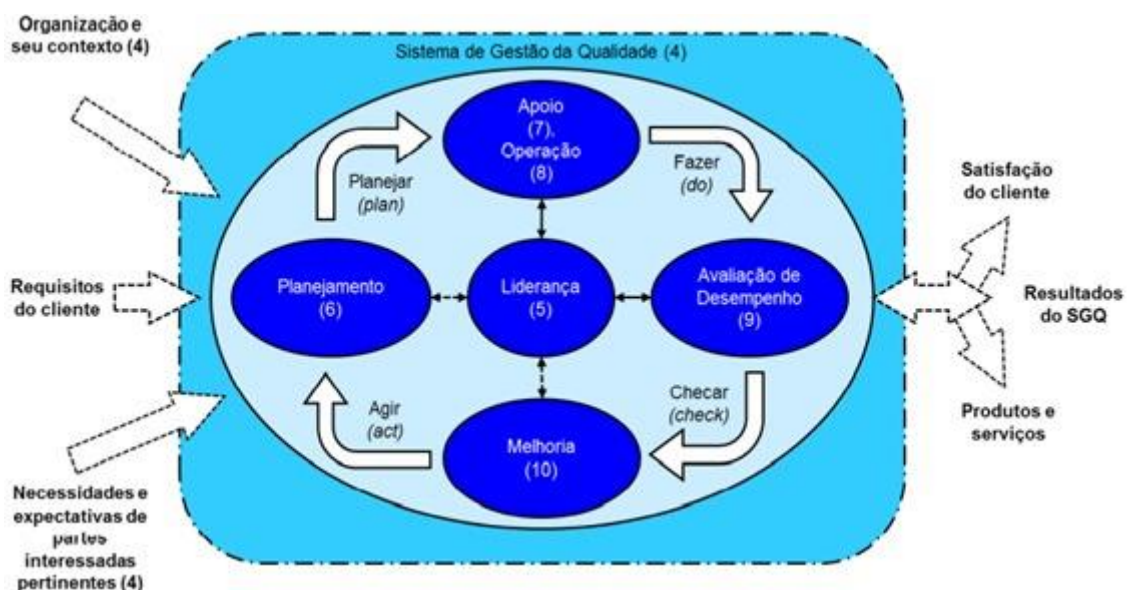 Organização e
seu contexto (4)
Sistema de Gestão da Qualidade (4)
Apoio
(7),
Operação
(8)
Planejar
(plan)
Fazer
(do)
Satisfação
do cliente
Requisitos
do cliente
Planejamento
(6)
Liderança
(5)
Avaliação de
Desempenho
(9)
Resultados
do SGQ
Agir
(act)
Checar
(check)
Melhoria
(10)
Produtos e
serviços
Necessidades e
expectativas de
partes
interessadas
pertinentes (4)